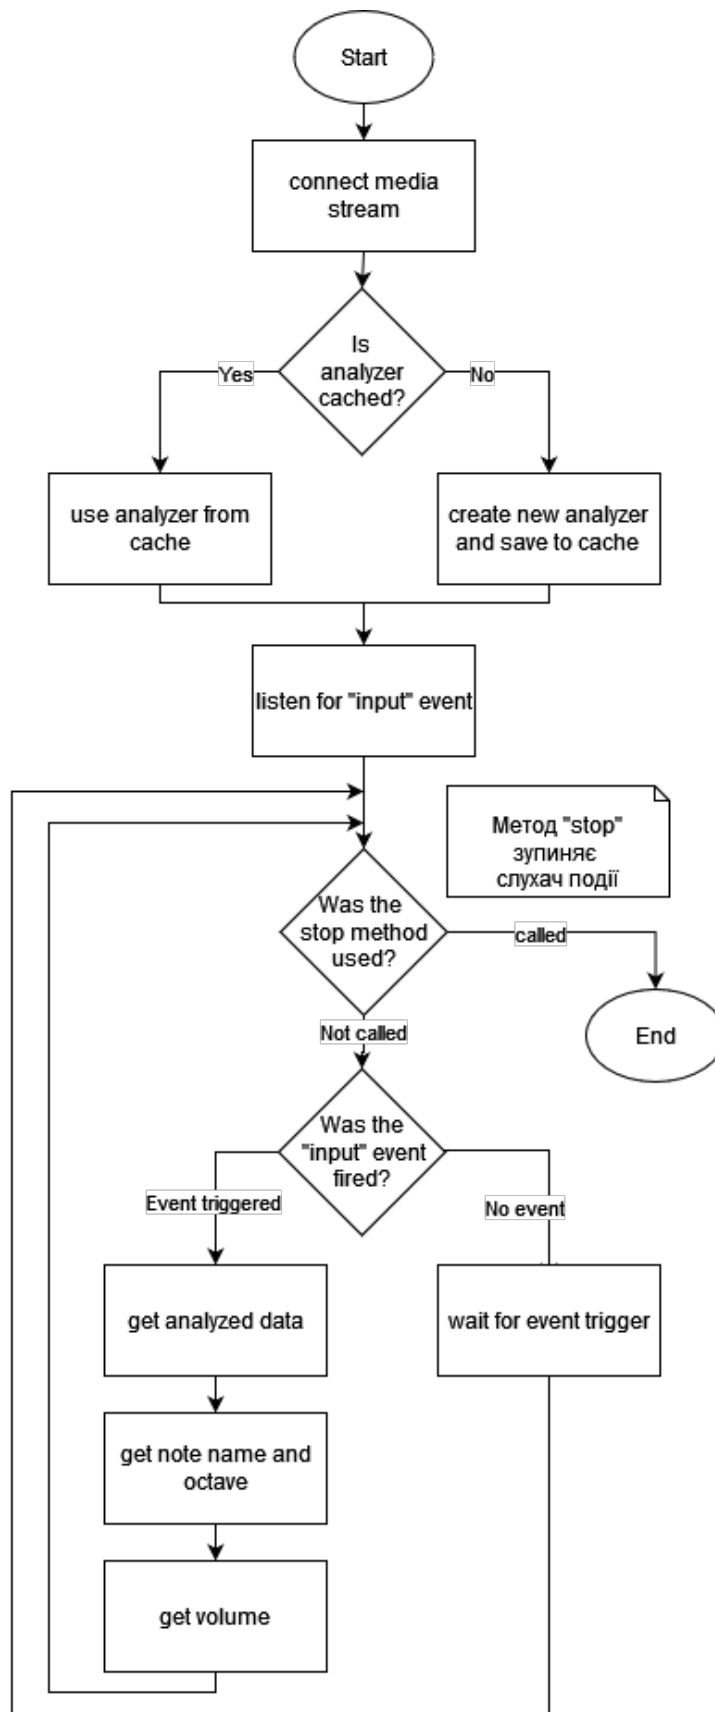 Start
connect media
stream
Is
analyzer
cached?
Yes
No
use analyzer from
cache
create new analyzer
and save to cache
listen for "input" event
Метод "stop"
зупиняє
слухач події
Was the
stop method
used?
called
End
Not called
Was the
"input" event
fired?
Event triggered
No event
get analyzed data
wait for event trigger
get note name and
octave
get volume